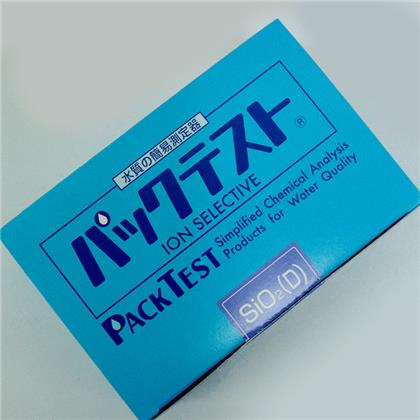 水質の簡易測定器
パックテスト®
ION SELECTIVE
PACKTEST
Simplified Chemical Analysis
Products for Water Quality
SiO₂(D)